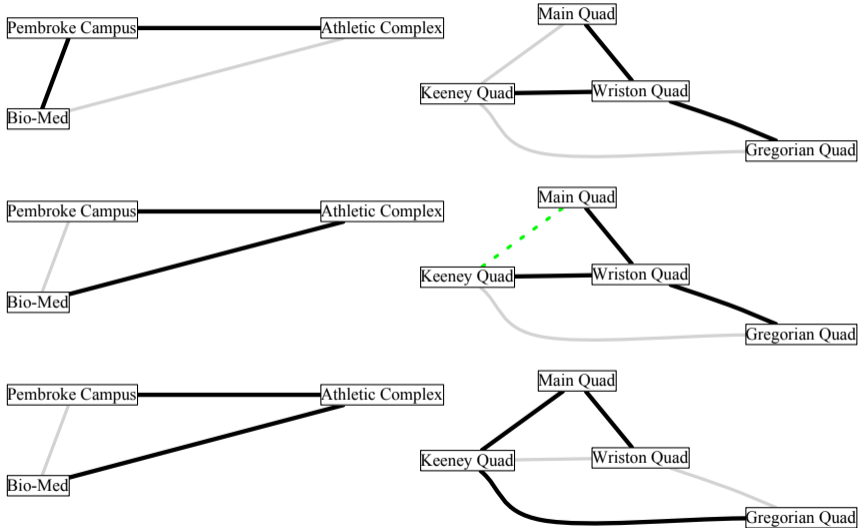 Main Quad
Pembroke Campus Athletic Complex
Keeney Quad Wriston Quad
Bio-Med
Gregorian Quad
Main Quad
Pembroke Campus Athletic Complex
Keeney Quad Wriston Quad
Bio-Med
Gregorian Quad
Main Quad
Pembroke Campus Athletic Complex
Keeney Quad Wriston Quad
Bio-Med
Gregorian Quad